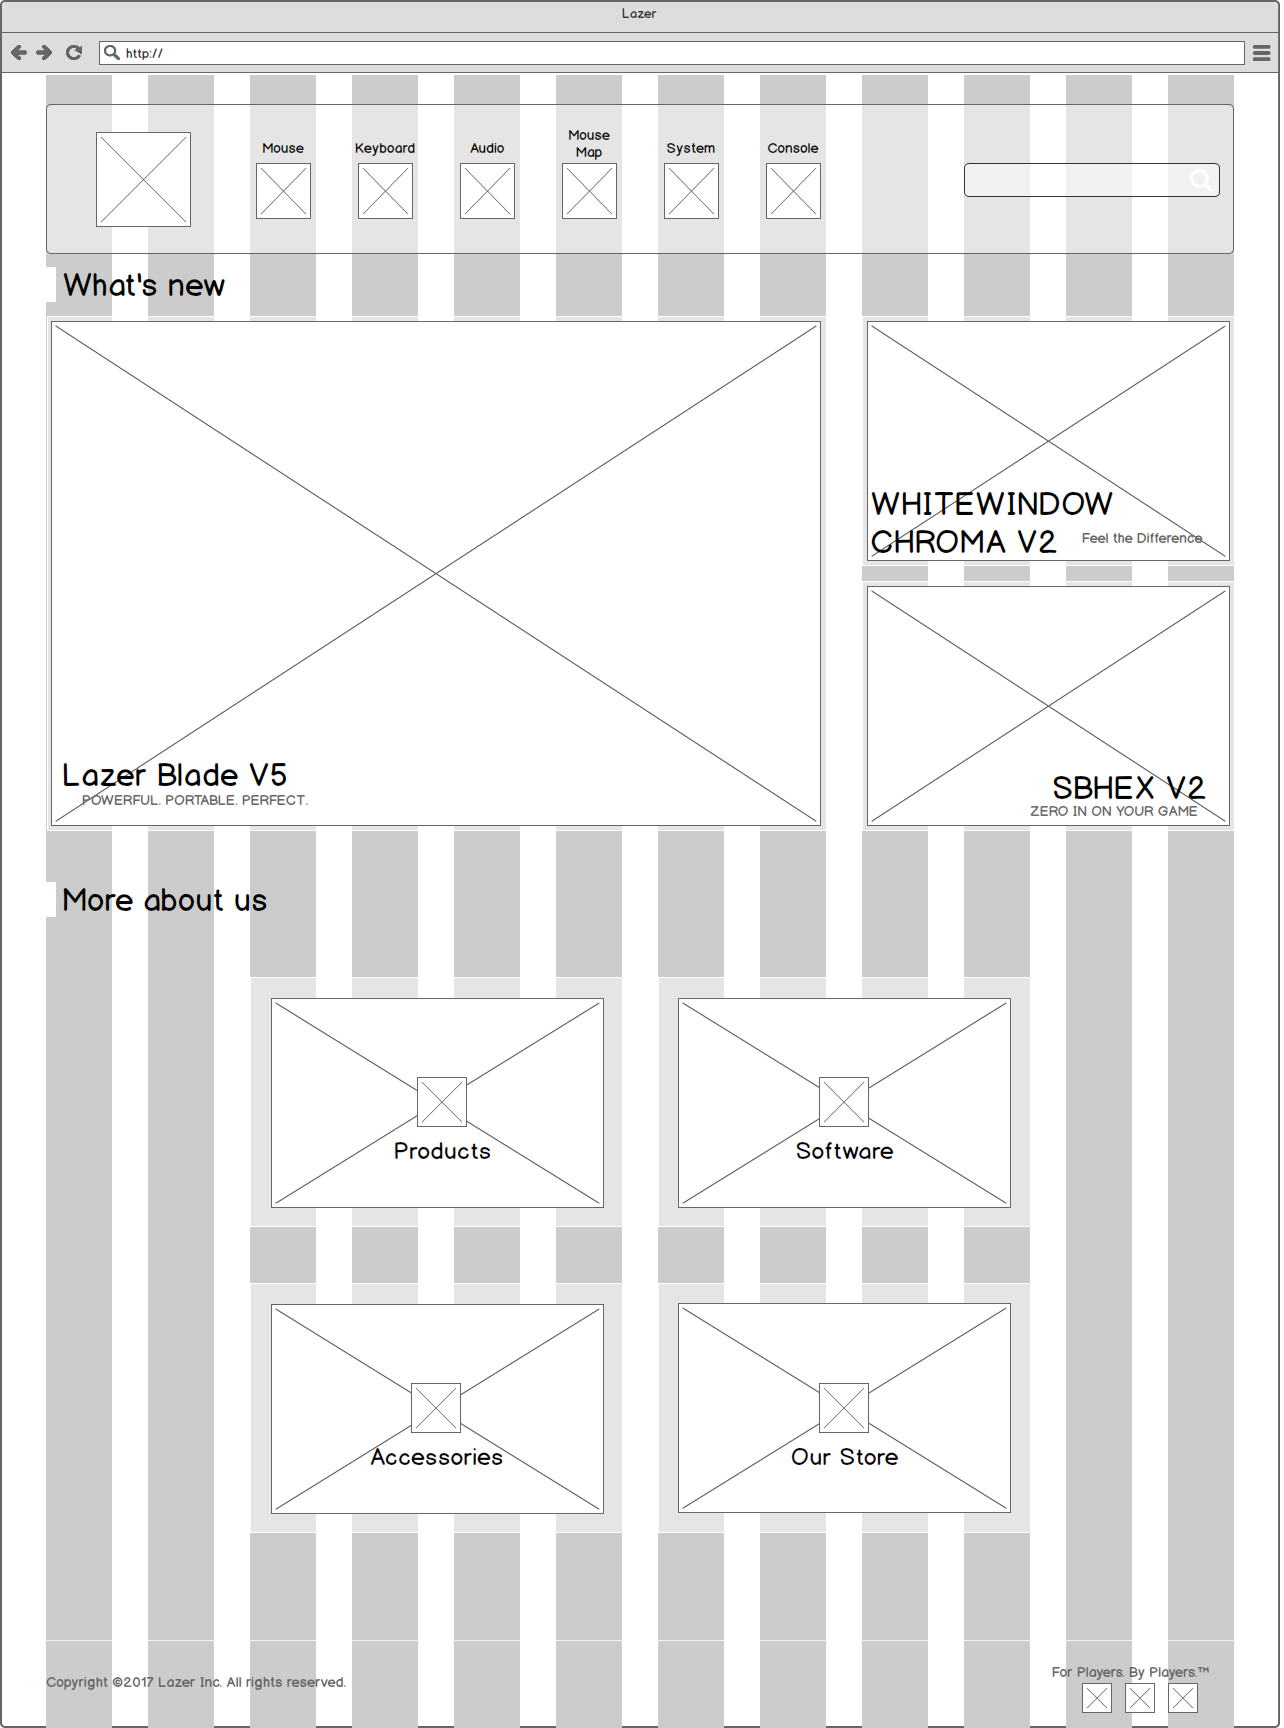 Lazer
http://
Mouse
Keyboard
Audio
Mouse
Map
System
Console
What's new
WHITEWINDOW
CHROMA V2
Feel the Difference
Lazer Blade V5
POWERFUL. PORTABLE. PERFECT.
SBHEX V2
ZERO IN ON YOUR GAME
More about us
Products
Software
Accessories
Our Store
Copyright ©2017 Lazer Inc. All rights reserved.
For Players. By Players.™